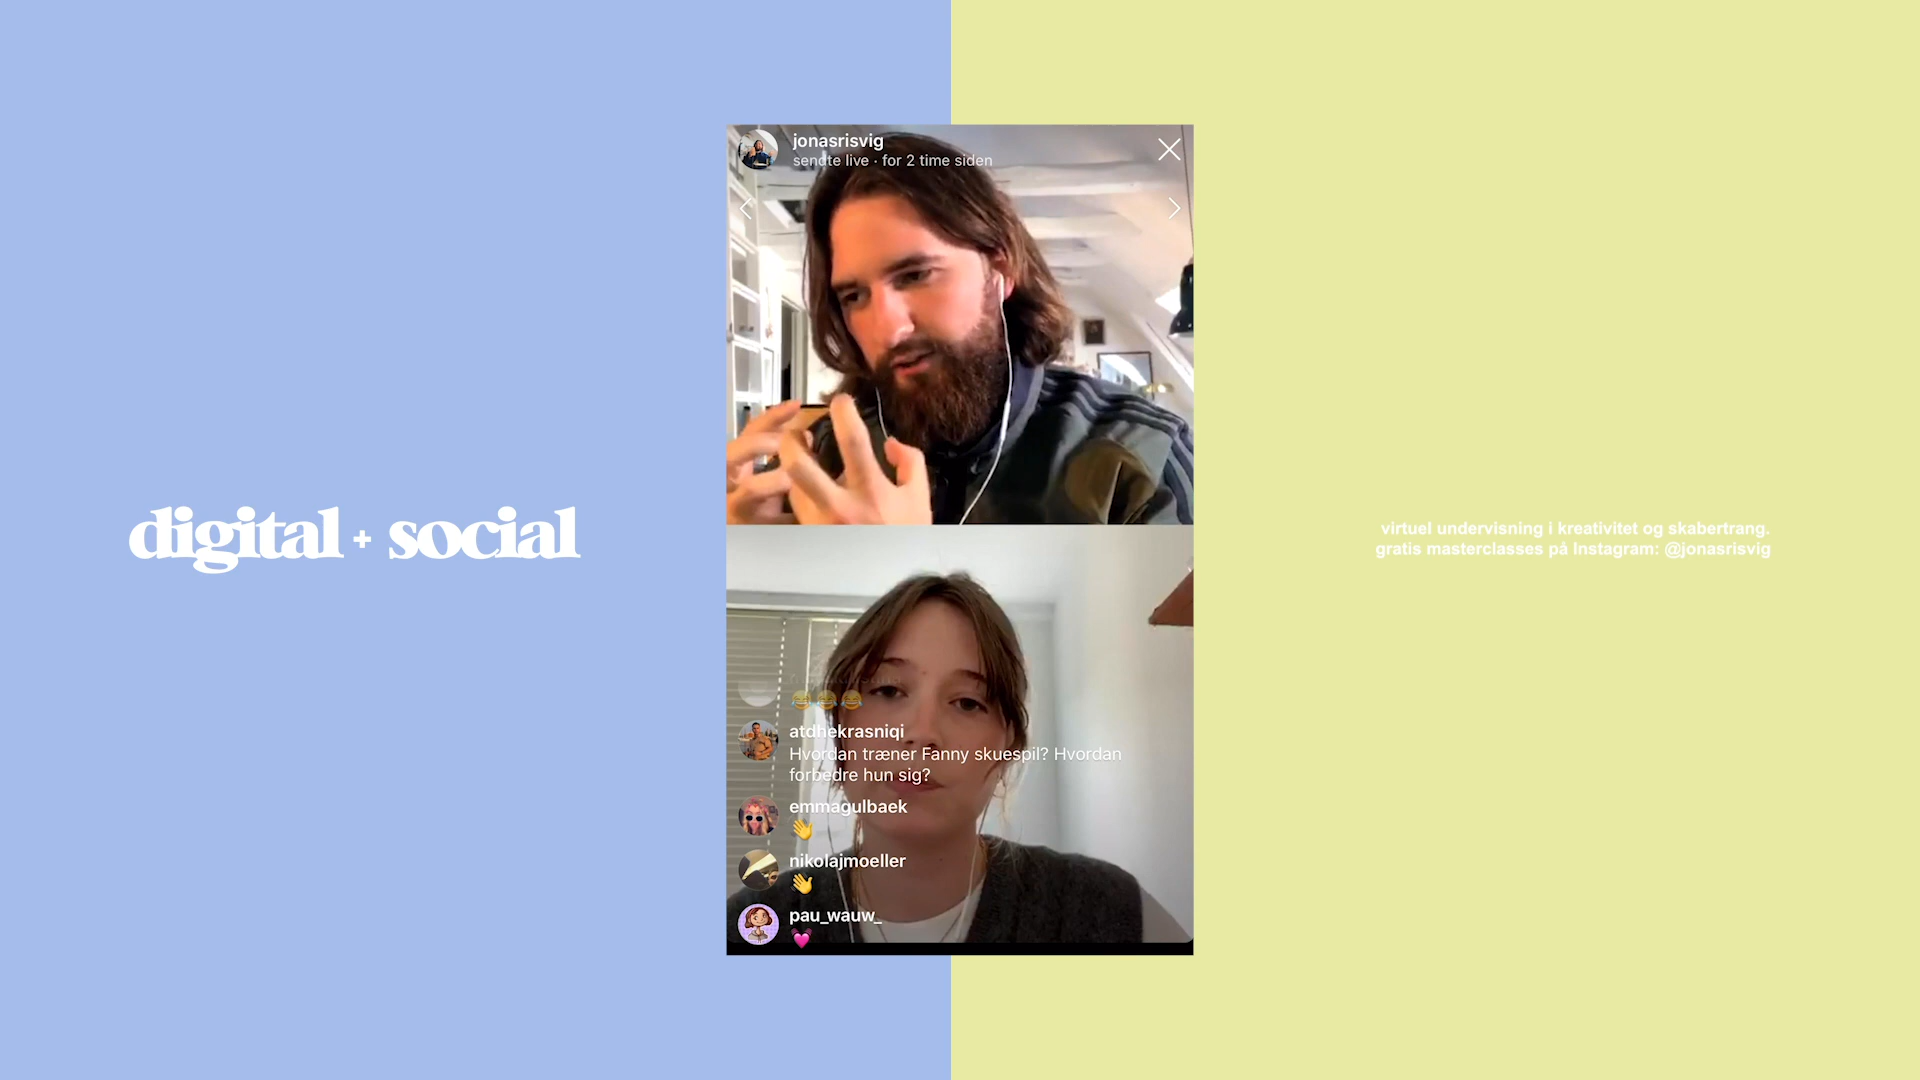 digital + social
jonasrisvig
sendte live · for 2 time siden
😂😂😂
atdhekrasniqi
Hvordan træner Fanny skuespil? Hvordan
forbedre hun sig?
emmagulbaek
👋
nikolajmoeller
👋
pau_wauw_
💓
virtuel undervisning i kreativitet og skabertrang.
gratis masterclasses på Instagram: @jonasrisvig